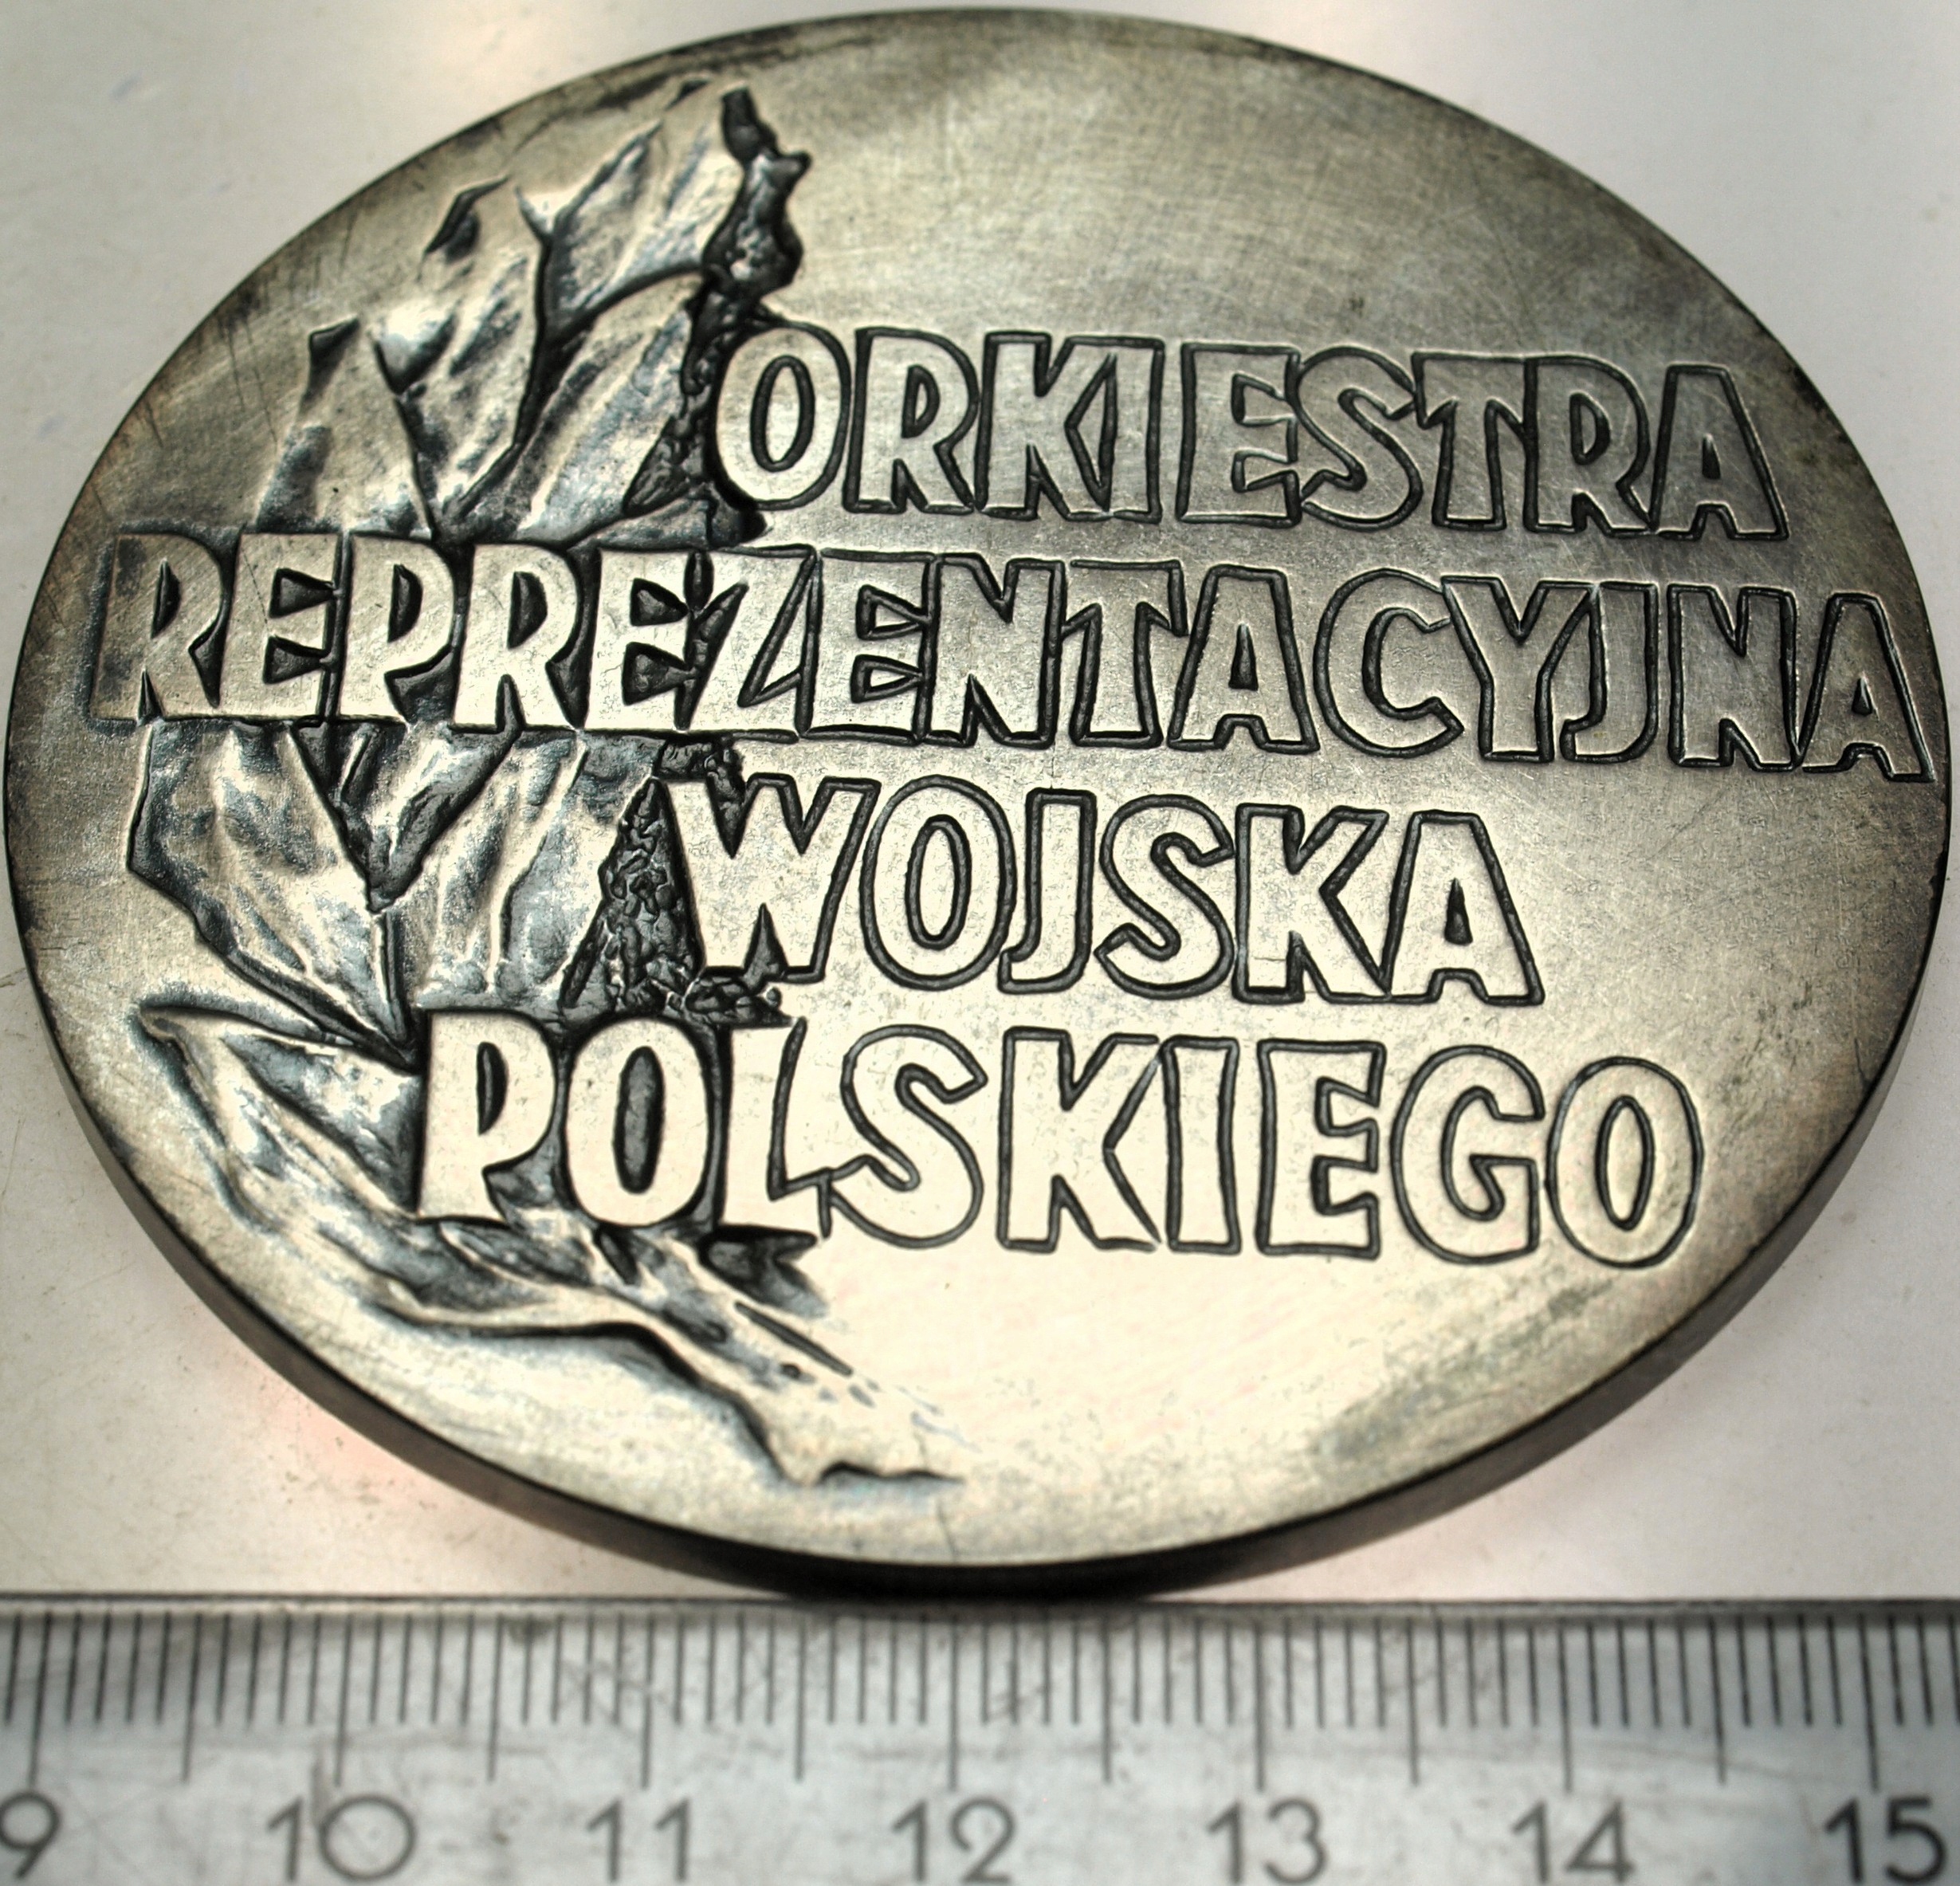 ORKIESTRA
REPREZENTACYJNA
WOJSKA
POLSKIEGO
9 10 11 12 13 14 15